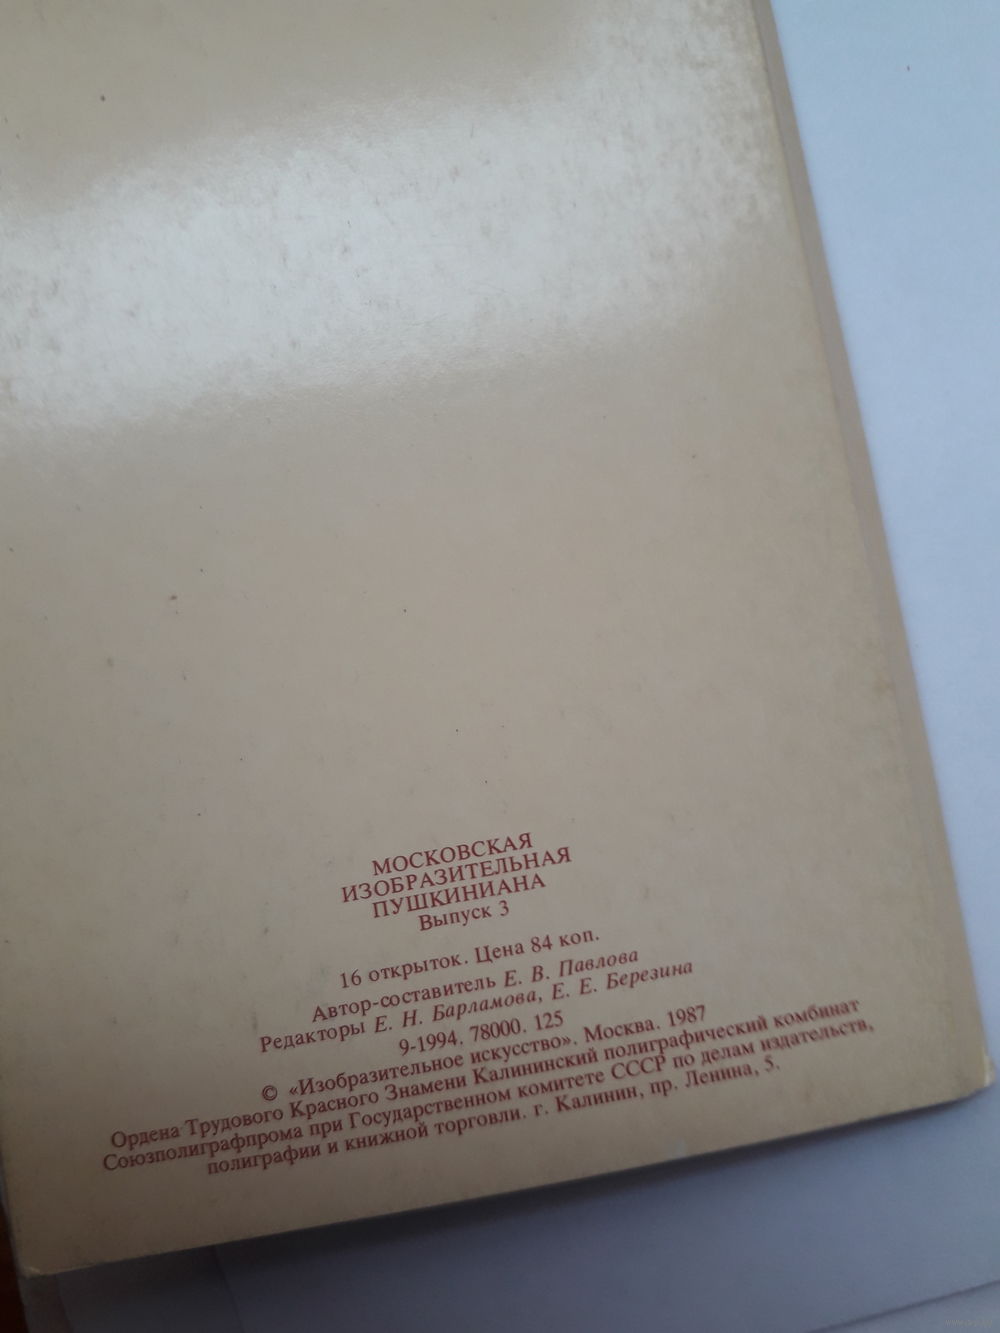 МОСКОВСКАЯ
ИЗОБРАЗИТЕЛЬНАЯ
ПУШКИНИАНА
Выпуск 3
16 открыток. Цена 84 коп.
Автор-составитель Е. В. Павлова
Редакторы Е. Н. Барламова, Е. Е. Березина
9-1994. 78000. 125
© «Изобразительное искусство». Москва. 1987
Ордена Трудового Красного Знамени Калининский полиграфический комбинат
Союзполиграфпрома при Государственном комитете СССР по делам издательств,
полиграфии и книжной торговли. г. Калинин, пр. Ленина, 5.